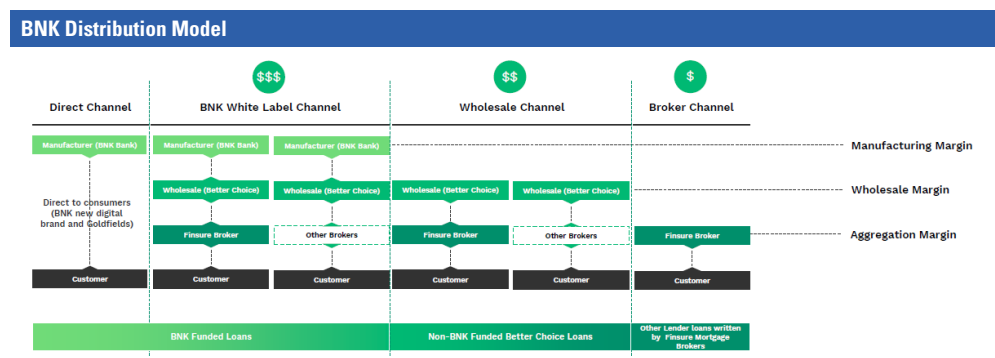 BNK Distribution Model
$$$
$$
$
Direct Channel
BNK White Label Channel
Wholesale Channel
Broker Channel
Manufacturer (BNK Bank)
Manufacturer (BNK Bank)
Manufacturer (BNK Bank)
Manufacturing Margin
Wholesale (Better Choice)
Wholesale (Better Choice)
Wholesale (Better Choice)
Wholesale (Better Choice)
Wholesale Margin
Direct to consumers
(BNK new digital
brand and Goldfields)
Finsure Broker
Other Brokers
Finsure Broker
Other Brokers
Finsure Broker
Aggregation Margin
Customer
Customer
Customer
Customer
Customer
Customer
BNK Funded Loans
Non-BNK Funded Better Choice Loans
Other Lender loans written
by Finsure Mortgage
Brokers